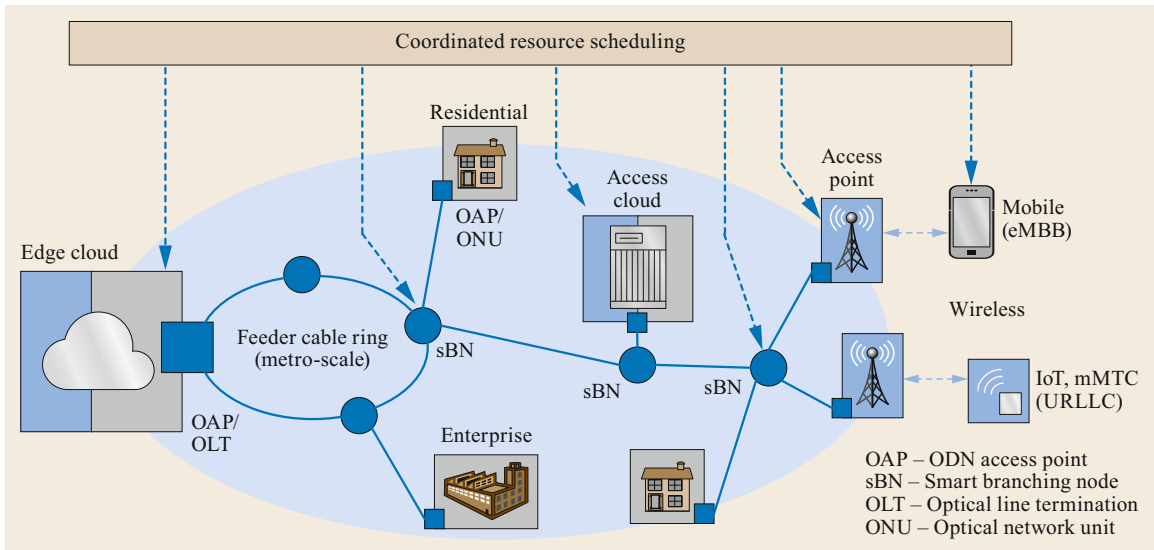 Coordinated resource scheduling
Residential
OAP/
ONU
Access
cloud
Access
point
Mobile
(eMBB)
Edge cloud
Feeder cable ring
(metro-scale)
sBN
sBN
sBN
Wireless
IoT, mMTC
(URLLC)
OAP/
OLT
Enterprise
OAP – ODN access point
sBN – Smart branching node
OLT – Optical line termination
ONU – Optical network unit